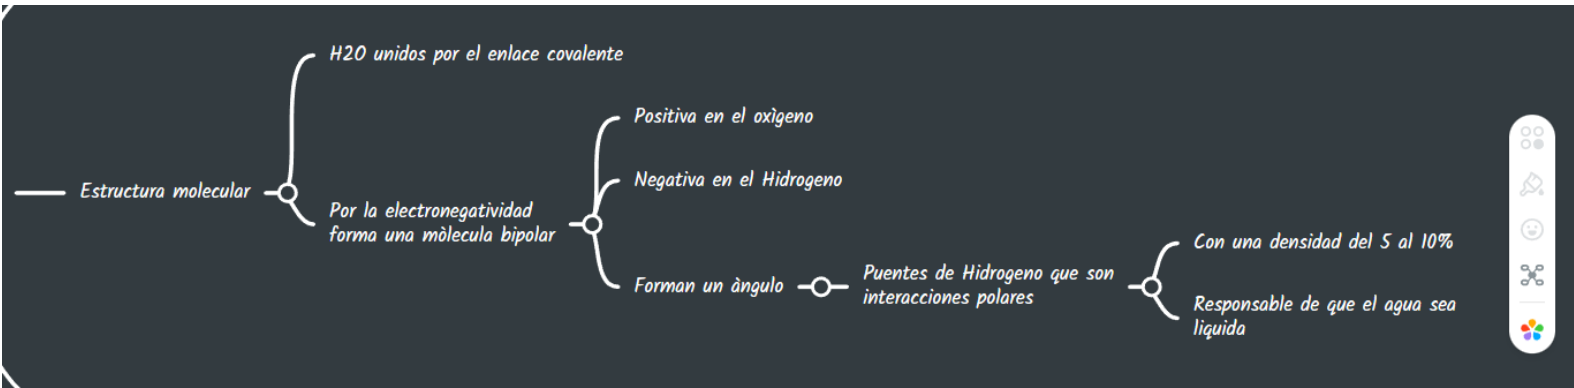 Estructura molecular
H2O unidos por el enlace covalente
Por la electronegatividad
forma una mòlecula bipolar
Positiva en el oxìgeno
Negativa en el Hidrogeno
Forman un àngulo
Puentes de Hidrogeno que son
interacciones polares
Con una densidad del 5 al 10%
Responsable de que el agua sea
liquida